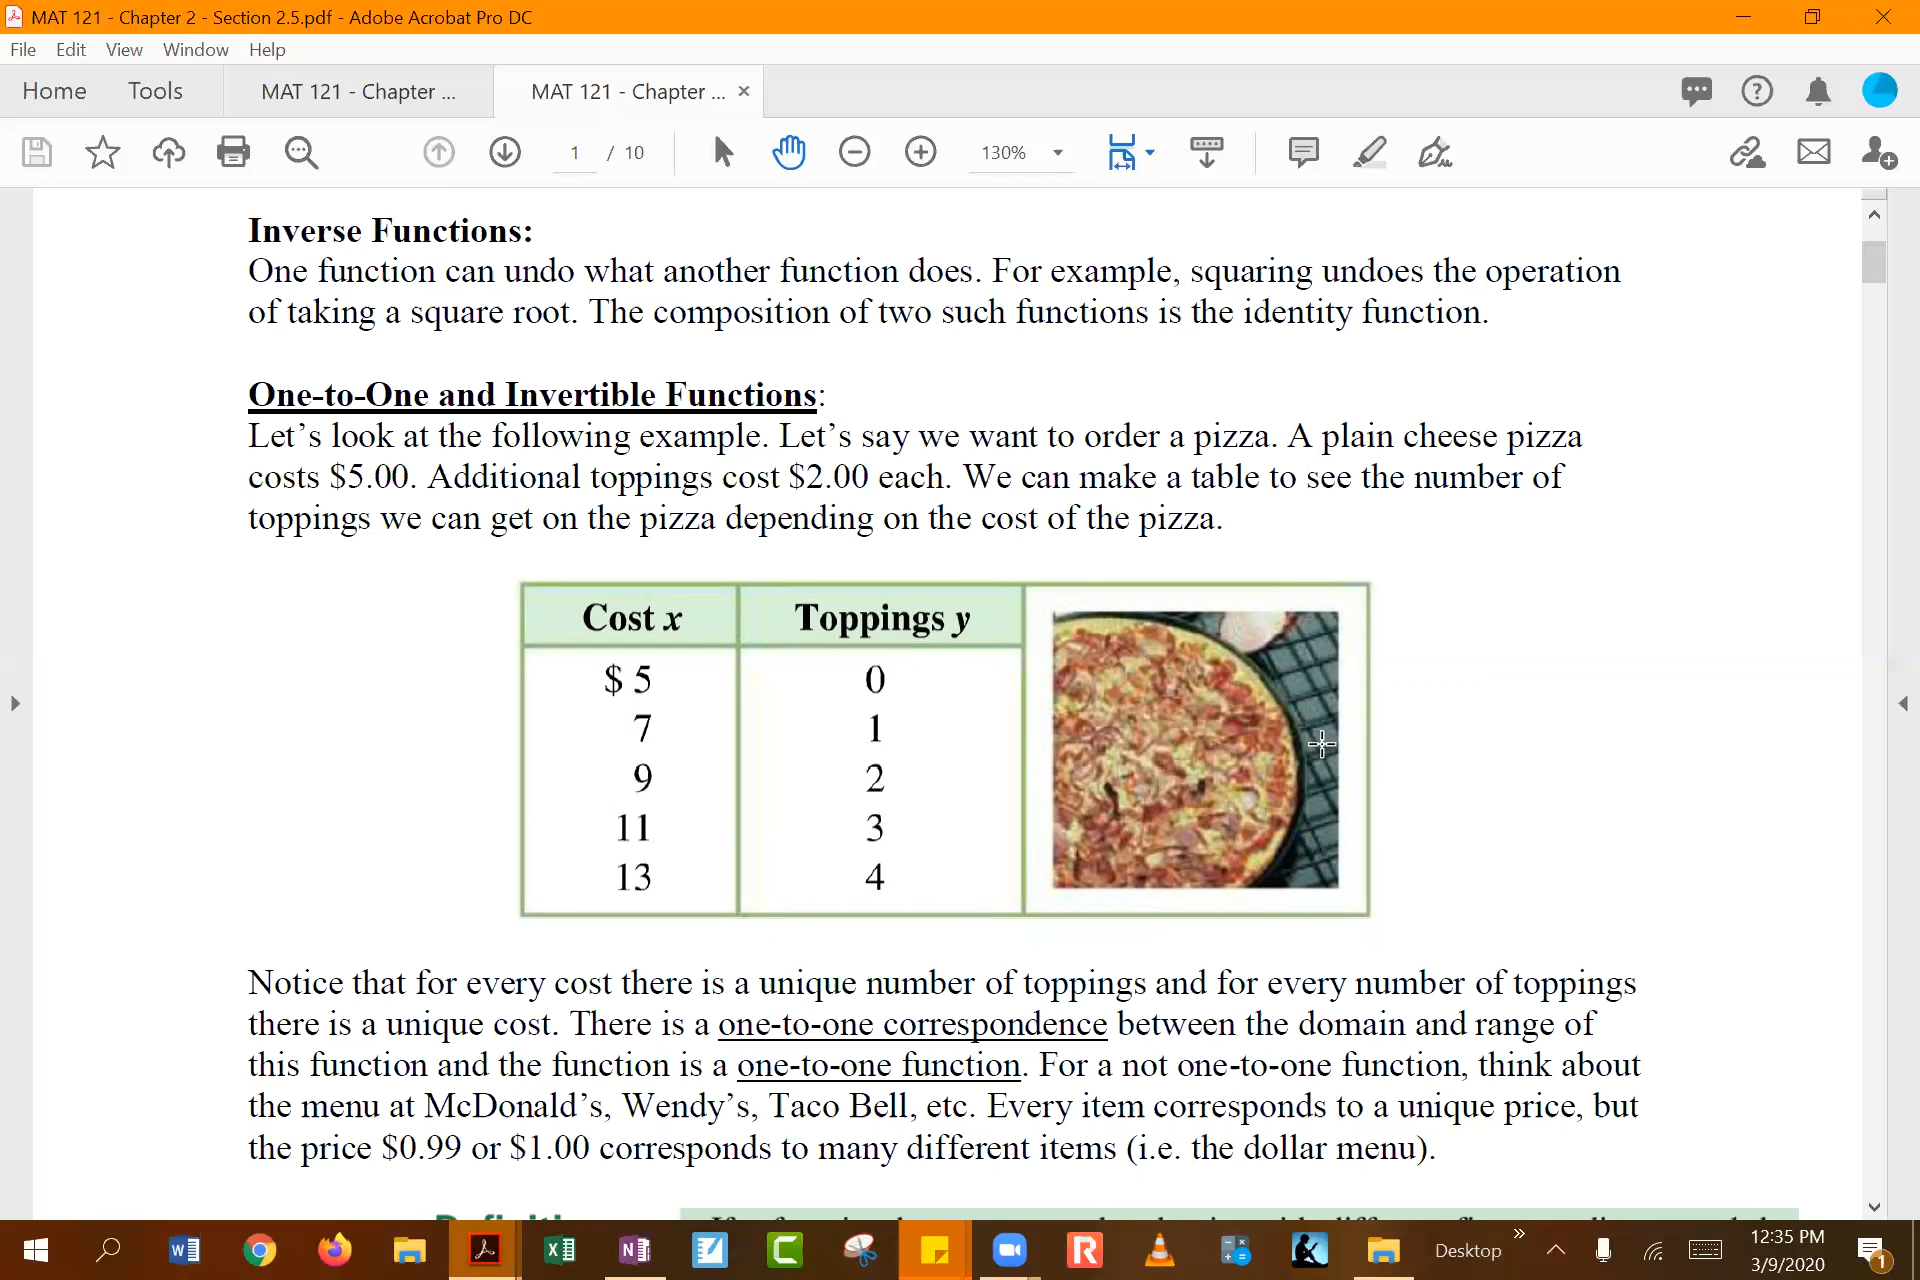 MAT 121 - Chapter 2 - Section 2.5.pdf - Adobe Acrobat Pro DC
File Edit View Window Help
Home Tools MAT 121 - Chapter ... MAT 121 - Chapter ... ×
1 / 10 130%
Inverse Functions:
One function can undo what another function does. For example, squaring undoes the operation
of taking a square root. The composition of two such functions is the identity function.
One-to-One and Invertible Functions:
Let’s look at the following example. Let’s say we want to order a pizza. A plain cheese pizza
costs $5.00. Additional toppings cost $2.00 each. We can make a table to see the number of
toppings we can get on the pizza depending on the cost of the pizza.
Cost x Toppings y
$ 5 0
7 1
9 2
11 3
13 4
Notice that for every cost there is a unique number of toppings and for every number of toppings
there is a unique cost. There is a one-to-one correspondence between the domain and range of
this function and the function is a one-to-one function. For a not one-to-one function, think about
the menu at McDonald’s, Wendy’s, Taco Bell, etc. Every item corresponds to a unique price, but
the price $0.99 or $1.00 corresponds to many different items (i.e. the dollar menu).
Desktop
12:35 PM
3/9/2020
1